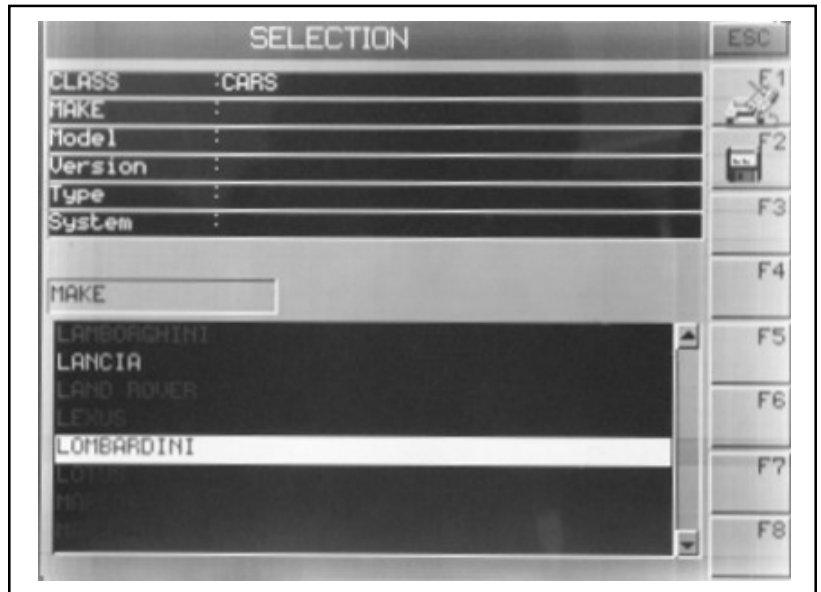 SELECTION
ESC
CLASS :CARS
MAKE :
Model :
Version :
Type :
System :
F1
F2
F3
F4
F5
F6
F7
F8
MAKE
LAMBORGHINI
LANCIA
LAND ROVER
LEXUS
LOMBARDINI
LOTUS